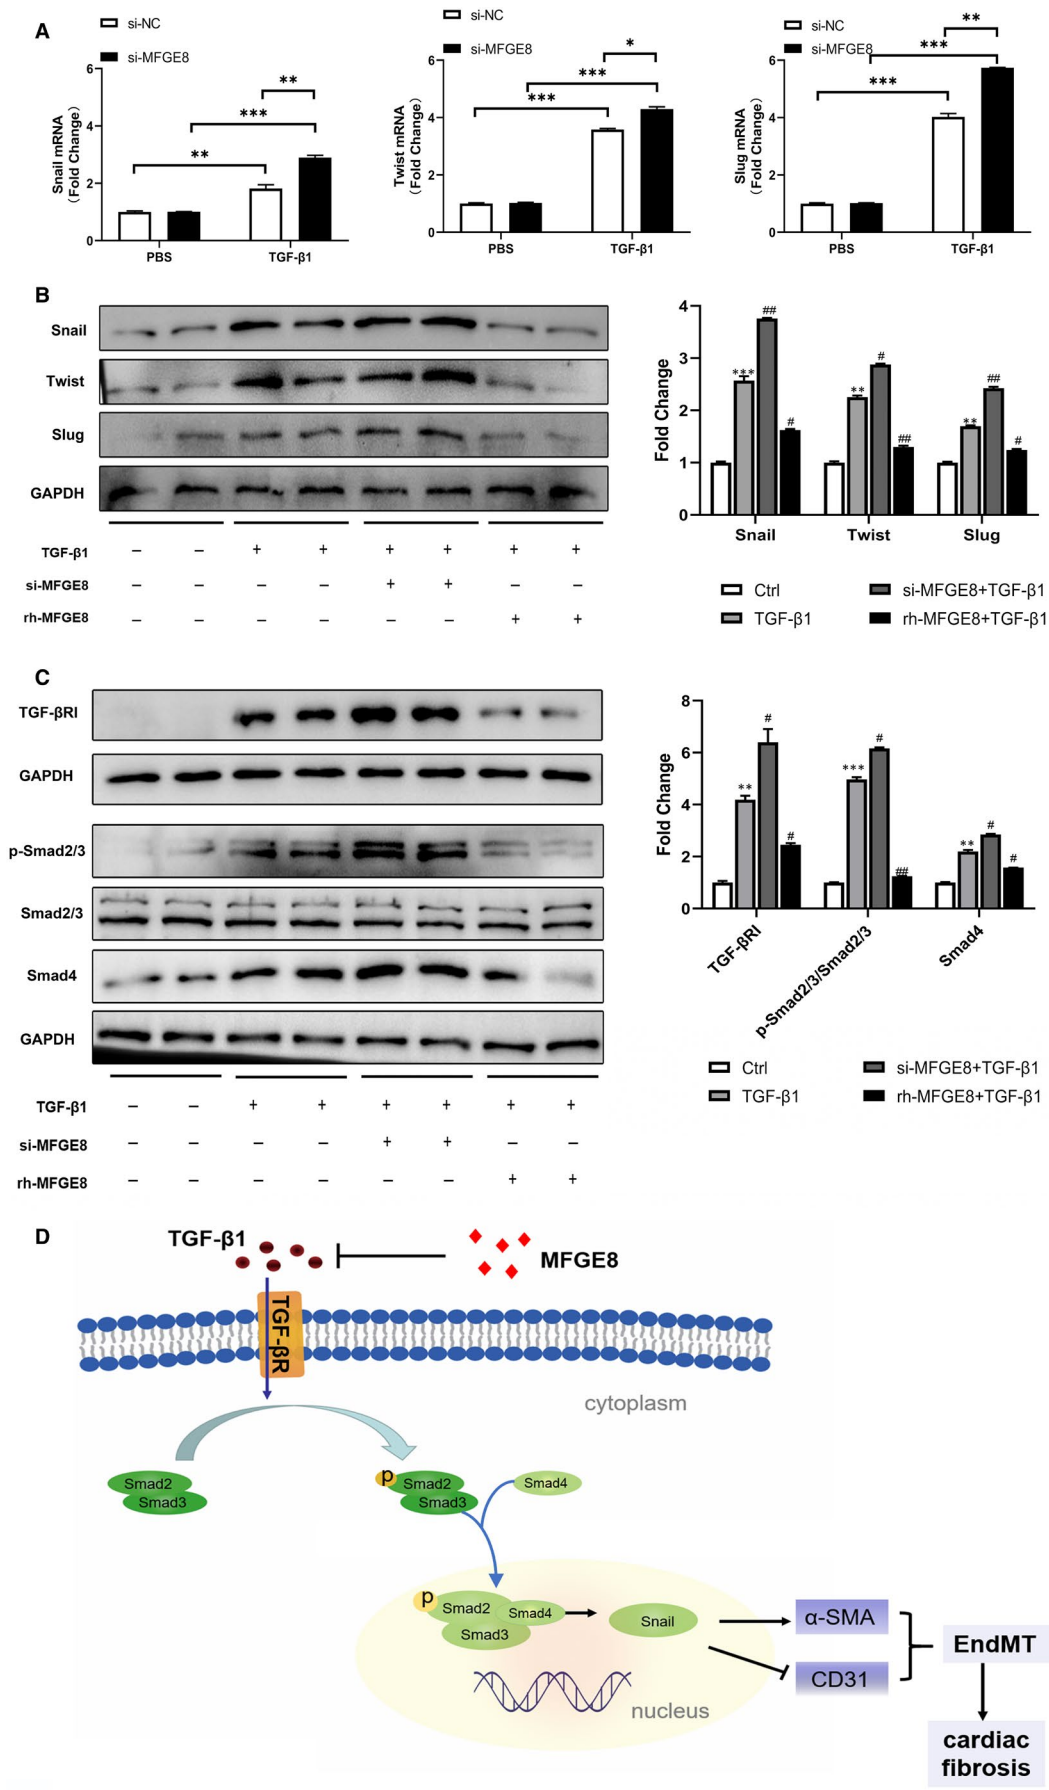 A
si-NC
si-MFGE8
Snail mRNA
(Fold Change)
6
4
2
0
**
***
**
PBS
TGF-β1
si-NC
si-MFGE8
Twist mRNA
(Fold Change)
6
4
2
0
*
***
***
PBS
TGF-β1
si-NC
si-MFGE8
Slug mRNA
(Fold Change)
6
4
2
0
**
***
***
PBS
TGF-β1
B
Snail
Twist
Slug
GAPDH
TGF-β1 – – + + + + + +
si-MFGE8 – – – – + + – –
rh-MFGE8 – – – – – – + +
Fold Change
4
3
2
1
0
*** ## #
** # ##
** ## #
Snail Twist Slug
Ctrl si-MFGE8+TGF-β1
TGF-β1 rh-MFGE8+TGF-β1
C
TGF-βRI
GAPDH
p-Smad2/3
Smad2/3
Smad4
GAPDH
TGF-β1 – – + + + + + +
si-MFGE8 – – – – + + – –
rh-MFGE8 – – – – – – + +
Fold Change
8
6
4
2
0
** # #
*** # ##
** # #
TGF-βRI p-Smad2/3/Smad2/3 Smad4
Ctrl si-MFGE8+TGF-β1
TGF-β1 rh-MFGE8+TGF-β1
D
TGF-β1
MFGE8
TGF-βR
cytoplasm
Smad2
Smad3
p
Smad2
Smad3
Smad4
p
Smad2
Smad4
Smad3
Snail
nucleus
α-SMA
CD31
EndMT
cardiac
fibrosis